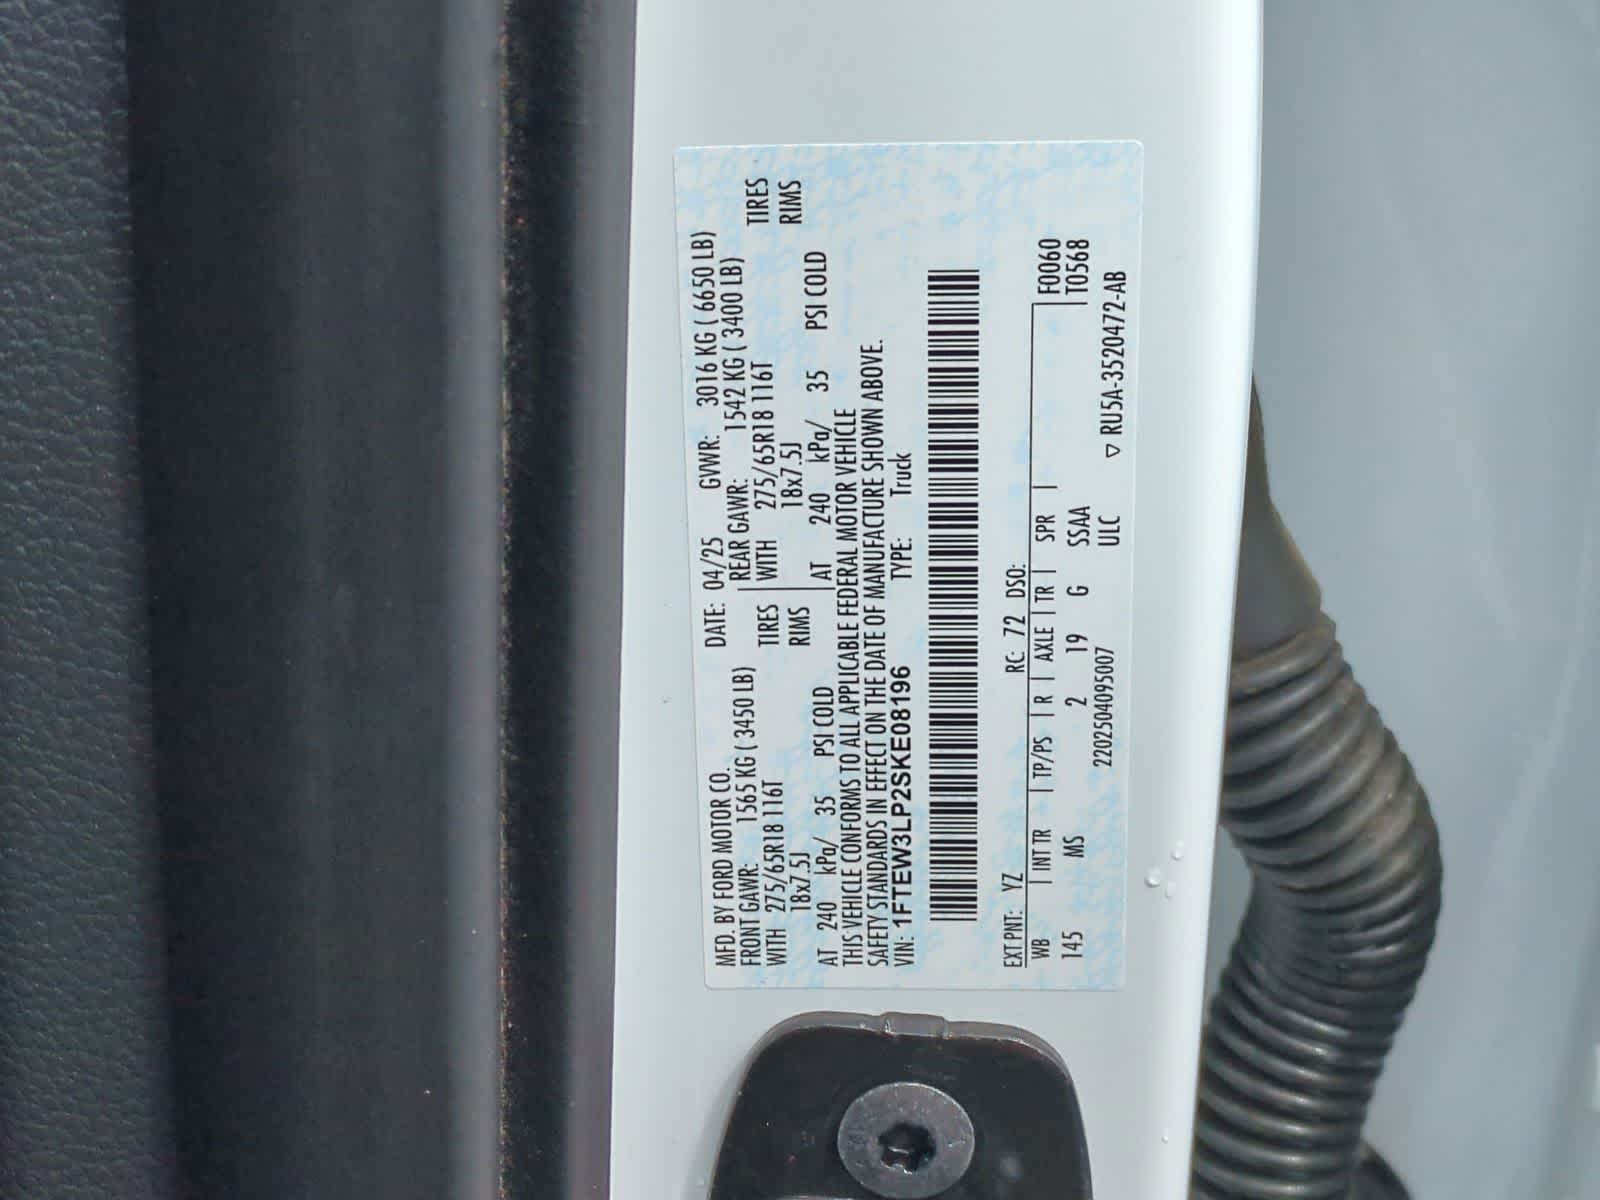 MFD. BY FORD MOTOR CO.
DATE: 04/25 GVWR: 3016 KG ( 6650 LB)
FRONT GAWR: 1565 KG ( 3450 LB)
REAR GAWR: 1542 KG ( 3400 LB)
WITH 275/65R18 116T TIRES
WITH 275/65R18 116T TIRES
18x7.5J RIMS
18x7.5J RIMS
AT 240 kPa/ 35 PSI COLD
AT 240 kPa/ 35 PSI COLD
THIS VEHICLE CONFORMS TO ALL APPLICABLE FEDERAL MOTOR VEHICLE
SAFETY STANDARDS IN EFFECT ON THE DATE OF MANUFACTURE SHOWN ABOVE.
VIN: 1FTEW3LP2SKE08196 TYPE: Truck
EXT PNT: YZ RC: 72 DSO:
WB | INT TR | TP/PS | R | AXLE | TR | SPR | F0060
145 MS 2 19 G SSAA T0568
220250409 5007 ULC ▽ RU5A-3520472-AB